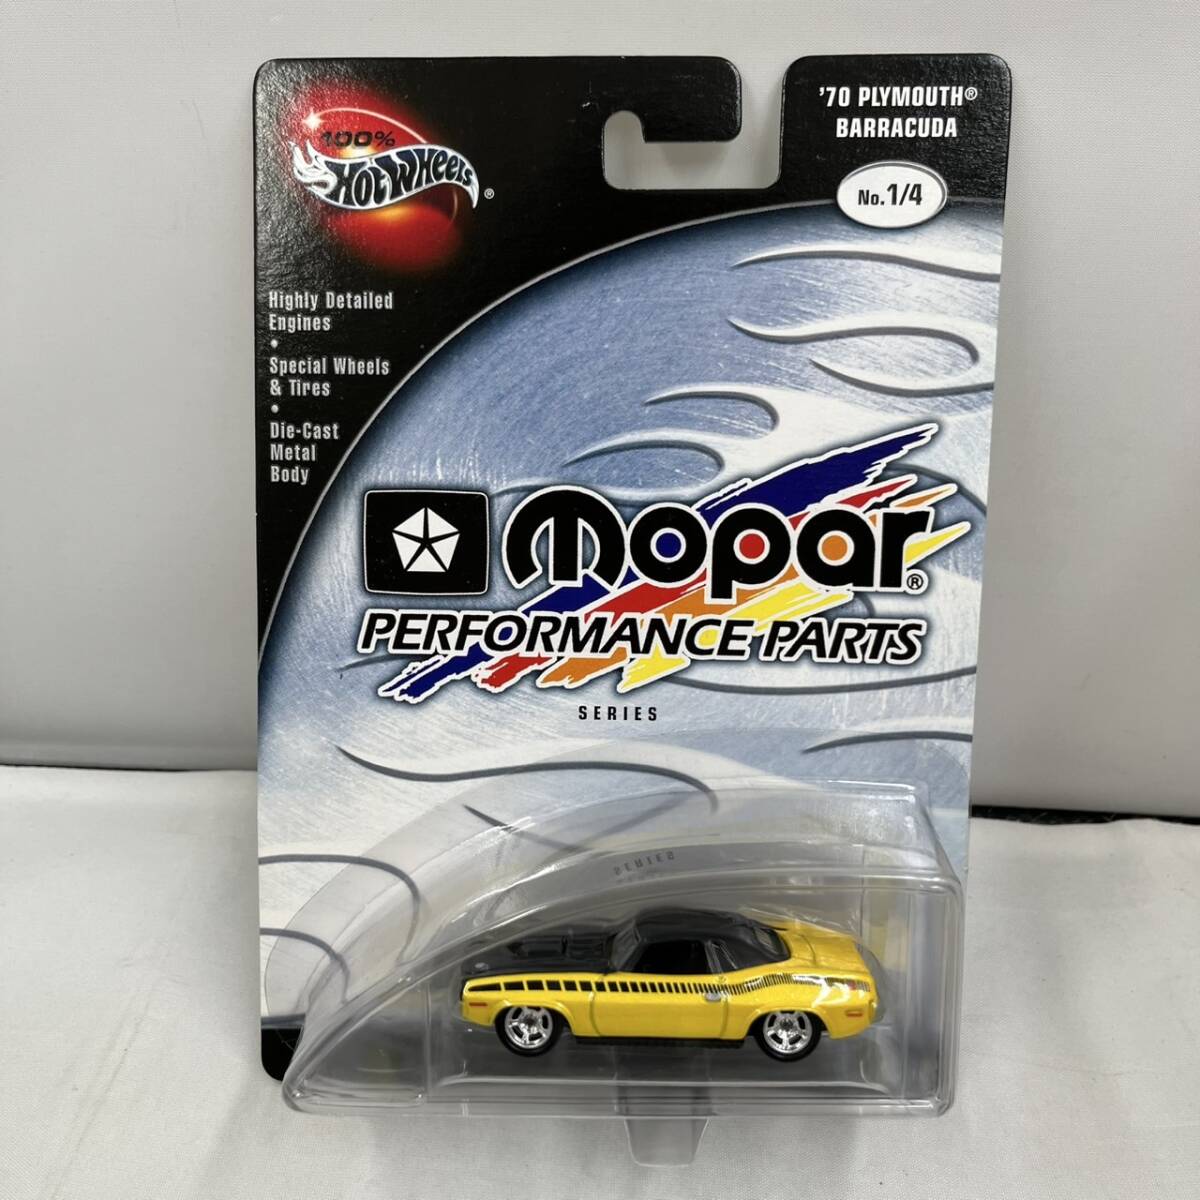 100%
Hot Wheels®
'70 PLYMOUTH®
BARRACUDA
No. 1/4
Highly Detailed
Engines
•
Special Wheels
& Tires
•
Die-Cast
Metal
Body
mopar®
PERFORMANCE PARTS
SERIES
SERIES